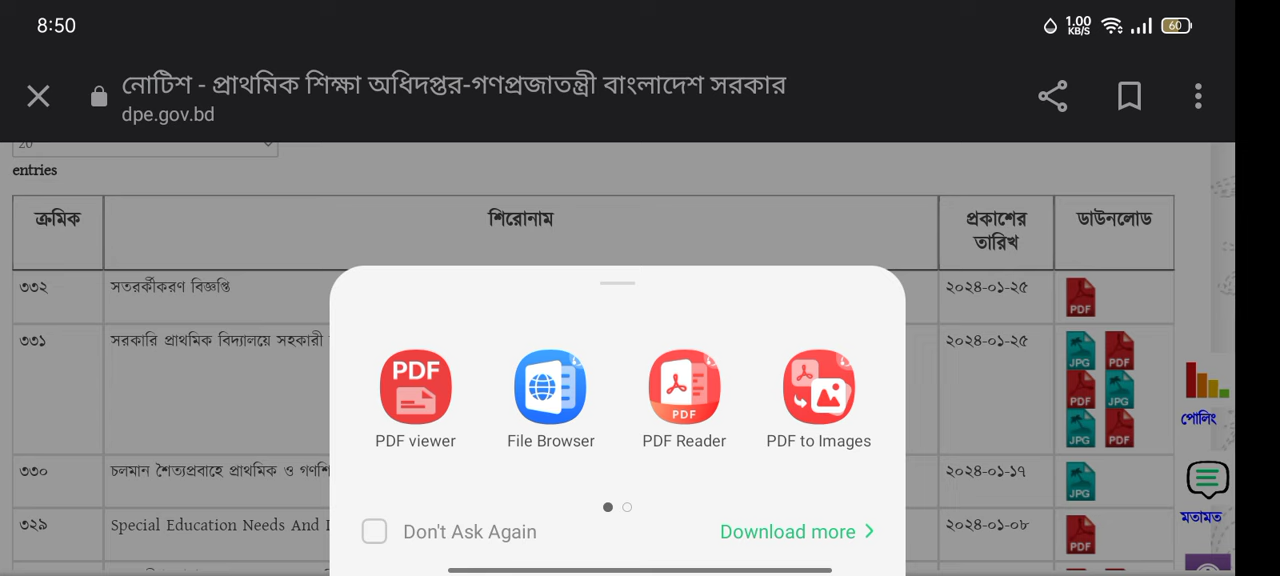 8:50
1.00
KB/S
60
নোটিশ - প্রাথমিক শিক্ষা অধিদপ্তর-গণপ্রজাতন্ত্রী বাংলাদেশ সরকার
dpe.gov.bd
20
entries
ক্রমিক
শিরোনাম
প্রকাশের
তারিখ
ডাউনলোড
৩৩২
সতরর্কীকরণ বিজ্ঞপ্তি
২০২৪-০১-২৫
PDF
৩৩১
সরকারি প্রাথমিক বিদ্যালয়ে সহকারী
২০২৪-০১-২৫
JPG PDF
PDF JPG
JPG PDF
৩৩০
চলমান শৈত্যপ্রবাহে প্রাথমিক ও গণশি
২০২৪-০১-১৭
JPG
৩২৯
Special Education Needs And
২০২৪-০১-০৮
PDF
পোলিং
মতামত
PDF
PDF
PDF viewer
File Browser
PDF Reader
PDF to Images
Don't Ask Again
Download more